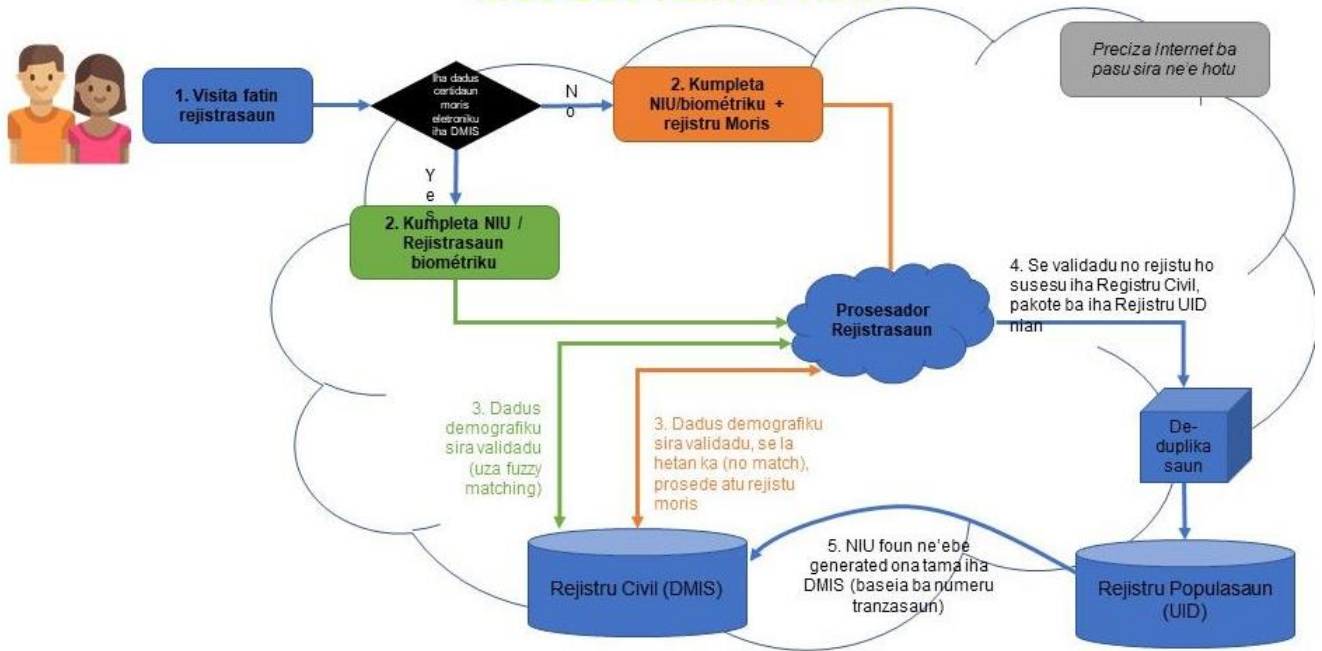 Preciza Internet ba
pasu sira ne'e hotu
1. Visita fatin
rejistrasaun
Iha dadus
certidaun
moris
eletroniku
iha DMIS
No
2. Kumpleta
NIU/biométriku +
rejistru Moris
Yes
2. Kumpleta NIU /
Rejistrasaun
biométriku
Prosesador
Rejistrasaun
4. Se validadu no rejistu ho
susesu iha Registru Civil,
pakote ba iha Rejistru UID
nian
3. Dadus
demografiku
sira validadu
(uza fuzzy
matching)
3. Dadus demografiku
sira validadu, se la
hetan ka (no match),
prosede atu rejistu
moris
De-
duplika
saun
Rejistru Civil (DMIS)
5. NIU foun ne'ebe
generated ona tama iha
DMIS (baseia ba numeru
tranzasaun)
Rejistru Populasaun
(UID)